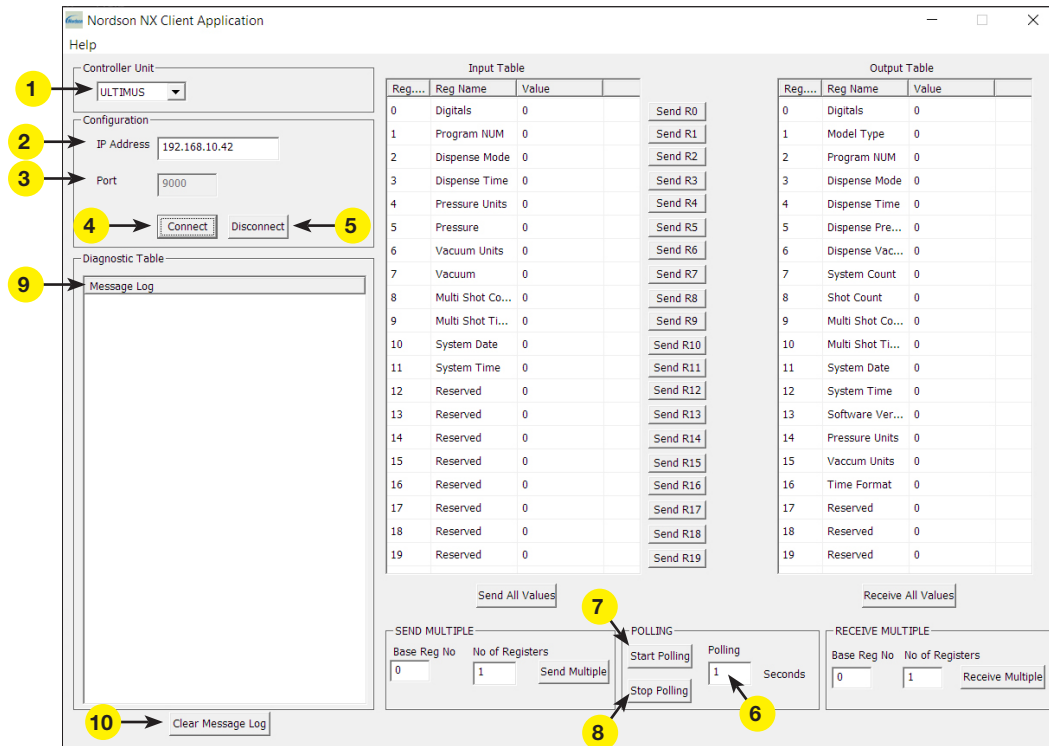 Nordson NX Client Application
Help
Controller Unit
1
ULTIMUS
Configuration
2
IP Address 192.168.10.42
3
Port 9000
4
Connect Disconnect
5
Diagnostic Table
9
Message Log
10
Clear Message Log
Input Table
Reg.... Reg Name Value
0 Digitals 0 Send R0
1 Program NUM 0 Send R1
2 Dispense Mode 0 Send R2
3 Dispense Time 0 Send R3
4 Pressure Units 0 Send R4
5 Pressure 0 Send R5
6 Vacuum Units 0 Send R6
7 Vacuum 0 Send R7
8 Multi Shot Co... 0 Send R8
9 Multi Shot Ti... 0 Send R9
10 System Date 0 Send R10
11 System Time 0 Send R11
12 Reserved 0 Send R12
13 Reserved 0 Send R13
14 Reserved 0 Send R14
15 Reserved 0 Send R15
16 Reserved 0 Send R16
17 Reserved 0 Send R17
18 Reserved 0 Send R18
19 Reserved 0 Send R19
Send All Values
Output Table
Reg.... Reg Name Value
0 Digitals 0
1 Model Type 0
2 Program NUM 0
3 Dispense Mode 0
4 Dispense Time 0
5 Dispense Pre... 0
6 Dispense Vac... 0
7 System Count 0
8 Shot Count 0
9 Multi Shot Co... 0
10 Multi Shot Ti... 0
11 System Date 0
12 System Time 0
13 Software Ver... 0
14 Pressure Units 0
15 Vaccum Units 0
16 Time Format 0
17 Reserved 0
18 Reserved 0
19 Reserved 0
Receive All Values
SEND MULTIPLE
Base Reg No No of Registers
0 1 Send Multiple
7
POLLING
Start Polling Polling
1 Seconds
Stop Polling
6
8
RECEIVE MULTIPLE
Base Reg No No of Registers
0 1 Receive Multiple